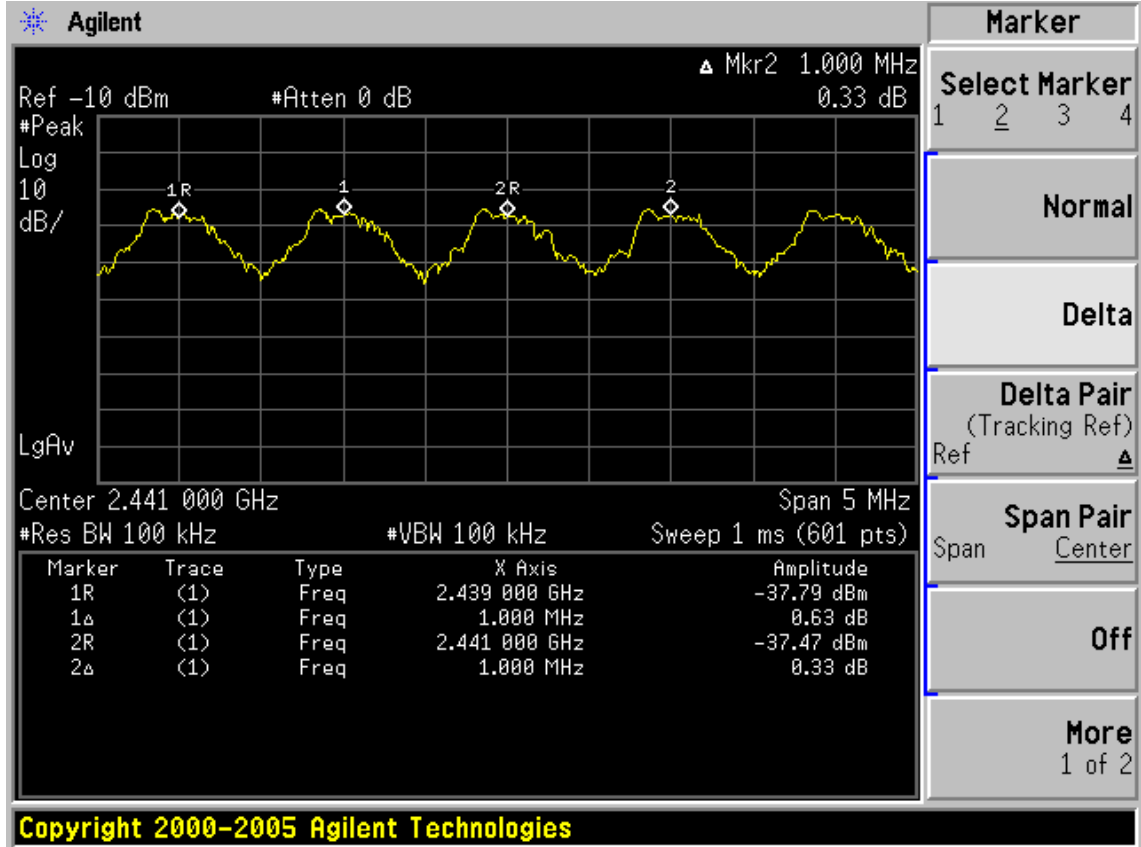 Agilent
Marker
Δ Mkr2 1.000 MHz
Ref -10 dBm #Atten 0 dB 0.33 dB
#Peak
Log
10
dB/
1R 1 2R 2
LgAv
Center 2.441 000 GHz Span 5 MHz
#Res BW 100 kHz #VBW 100 kHz Sweep 1 ms (601 pts)
Marker Trace Type X Axis Amplitude
1R (1) Freq 2.439 000 GHz -37.79 dBm
1Δ (1) Freq 1.000 MHz 0.63 dB
2R (1) Freq 2.441 000 GHz -37.47 dBm
2Δ (1) Freq 1.000 MHz 0.33 dB
Select Marker
1 2 3 4
Normal
Delta
Delta Pair
(Tracking Ref)
Ref Δ
Span Pair
Span Center
Off
More
1 of 2
Copyright 2000-2005 Agilent Technologies